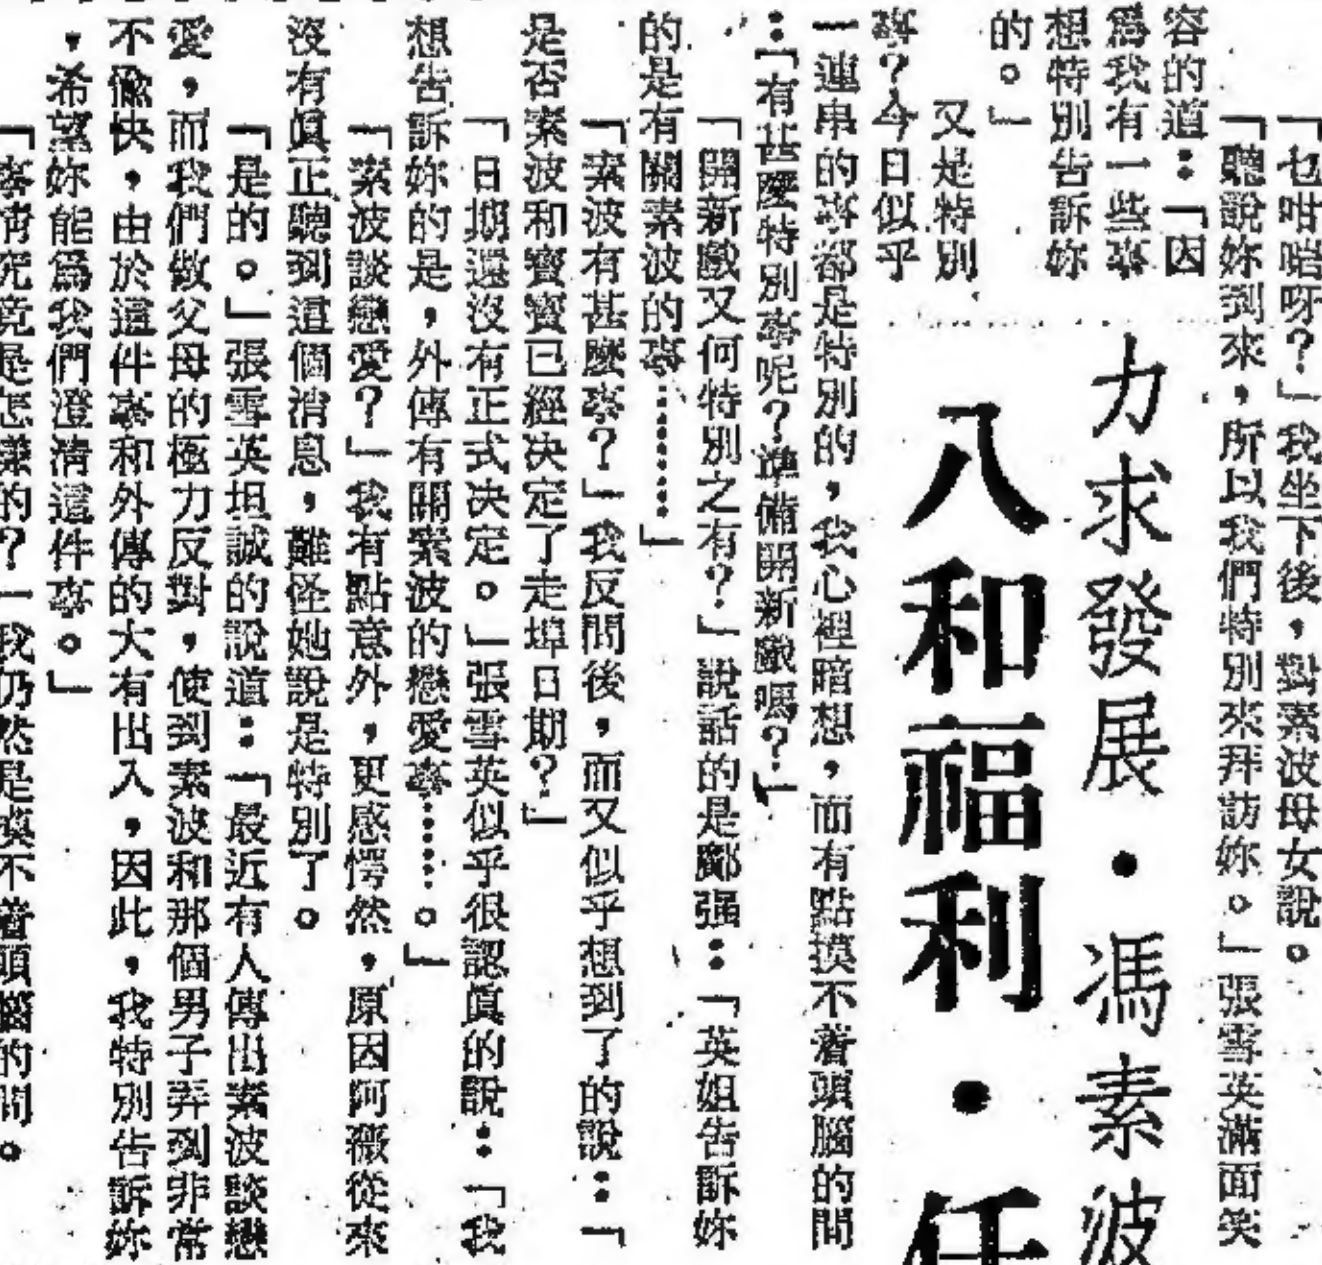 「乜咁啱呀？」我坐下後，對素波母女說。
「聽說妳到來，所以我們特別來拜訪妳。」張雪英滿面笑
容的道：「因
爲我有一些事
想特別告訴妳
的。」
又是特別
事？今日似乎
力求發展・馮素波
八和福利・任
一連串的事都是特別的，我心裡暗想，而有點摸不着頭腦的問
：「有甚麼特別事呢？準備開新戲嗎？」
「開新戲又何特別之有？」說話的是鄺强：「英姐告訴妳
的是有關素波的事………」
「素波有甚麼事？」我反問後，而又似乎想到了的說：「
是否素波和寶寶已經決定了走埠日期？」
「日期還沒有正式決定。」張雪英似乎很認眞的說：「我
想告訴妳的是，外傳有關素波的戀愛事……。」
「素波談戀愛？」我有點意外，更感愕然，原因阿薇從來
沒有眞正聽到這個消息，難怪她說是特別了。
「是的。」張雪英坦誠的說道：「最近有人傳出素波談戀
愛，而我們做父母的極力反對，使到素波和那個男子弄到非常
不愉快，由於這件事和外傳的大有出入，因此，我特別告訴妳
，希望妳能爲我們澄清這件事。」
「事情究竟是怎樣的？」我仍然是摸不着頭腦的問。